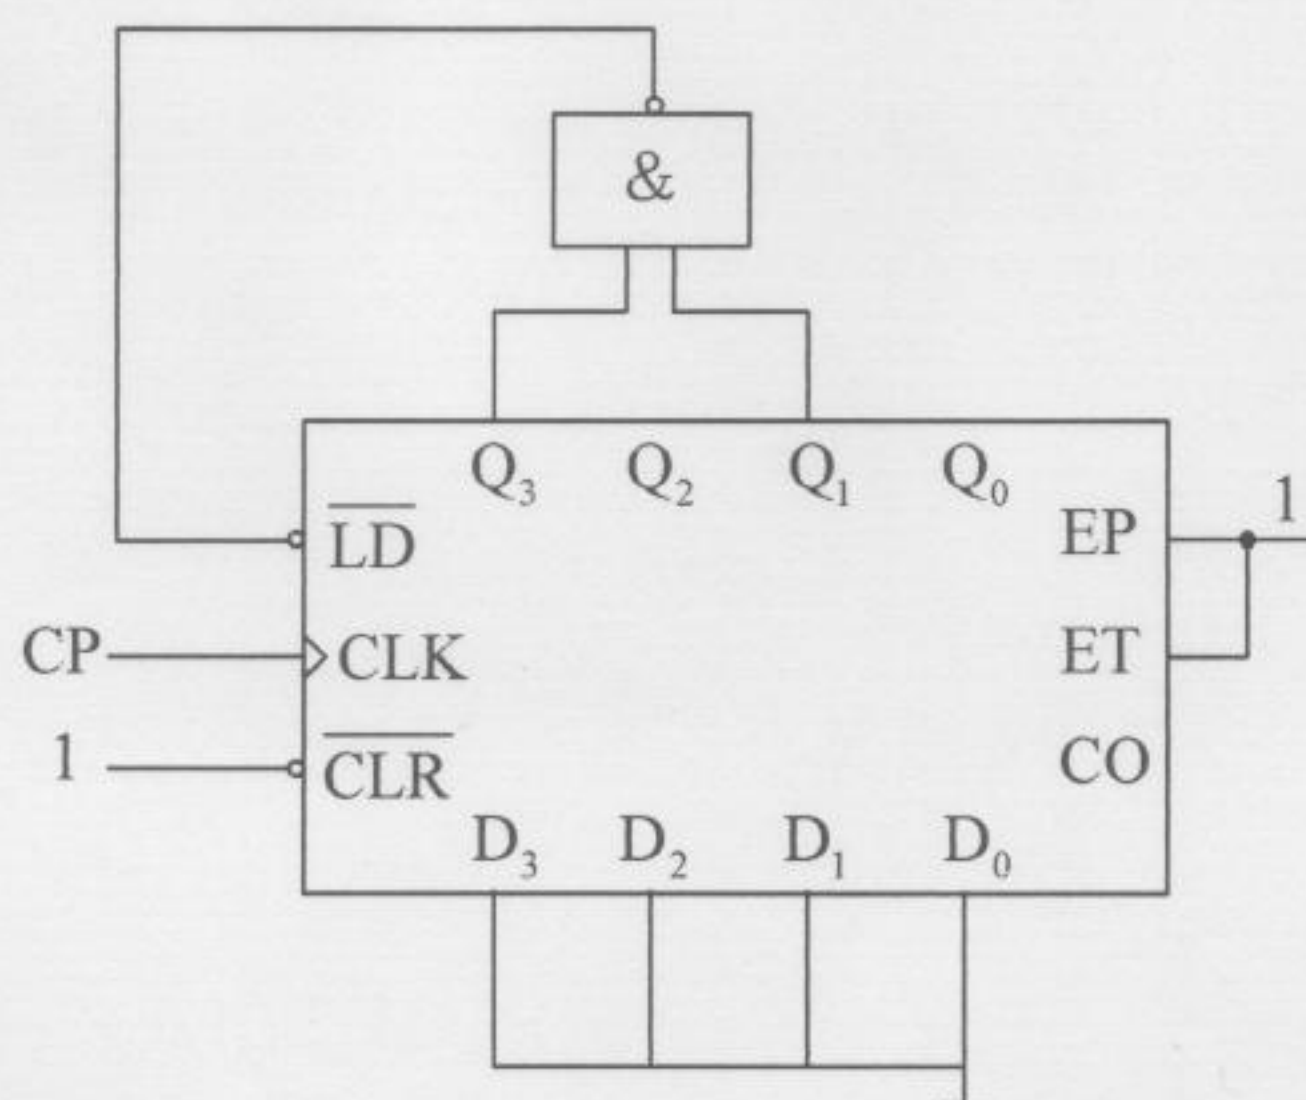 &
Q₃ Q₂ Q₁ Q₀
1
EP
LD
CP
CLK
ET
1
CLR
CO
D₃ D₂ D₁ D₀